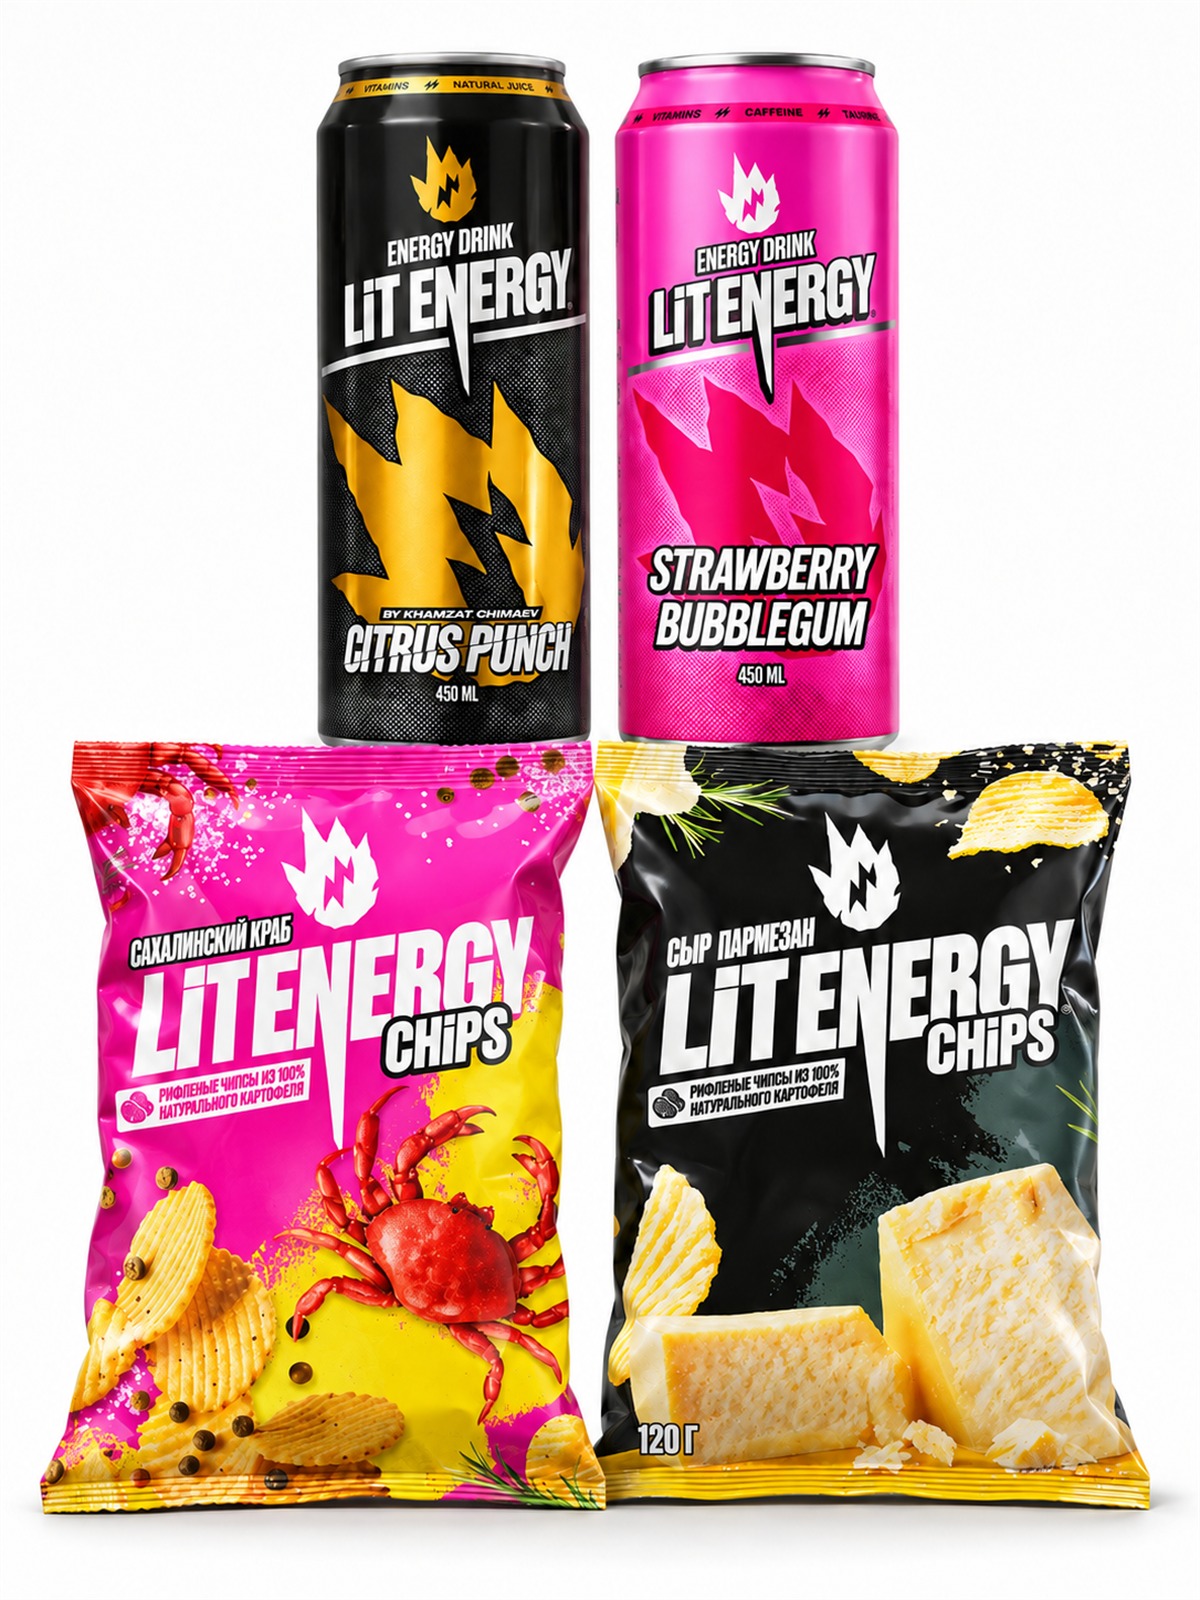 VITAMINS NATURAL JUICE
ENERGY DRINK
LiT ENERGY
BY KHAMZAT CHIMAEV
CITRUS PUNCH
450 ML
VITAMINS CAFFEINE TAURINE
ENERGY DRINK
LiT ENERGY
STRAWBERRY
BUBBLEGUM
450 ML
САХАЛИНСКИЙ КРАБ
LiT ENERGY
CHiPS
РИФЛЕНЫЕ ЧИПСЫ ИЗ 100%
НАТУРАЛЬНОГО КАРТОФЕЛЯ
СЫР ПАРМЕЗАН
LiT ENERGY
CHiPS
РИФЛЕНЫЕ ЧИПСЫ ИЗ 100%
НАТУРАЛЬНОГО КАРТОФЕЛЯ
120 Г